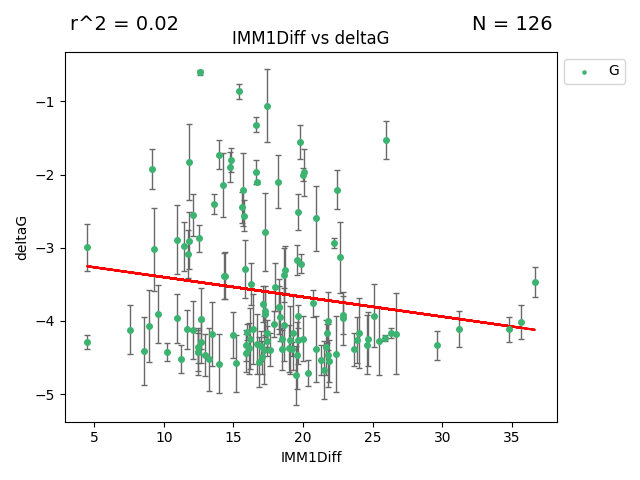 r^2 = 0.02
N = 126
IMM1Diff vs deltaG
G
−1
−2
−3
−4
−5
deltaG
5 10 15 20 25 30 35
IMM1Diff